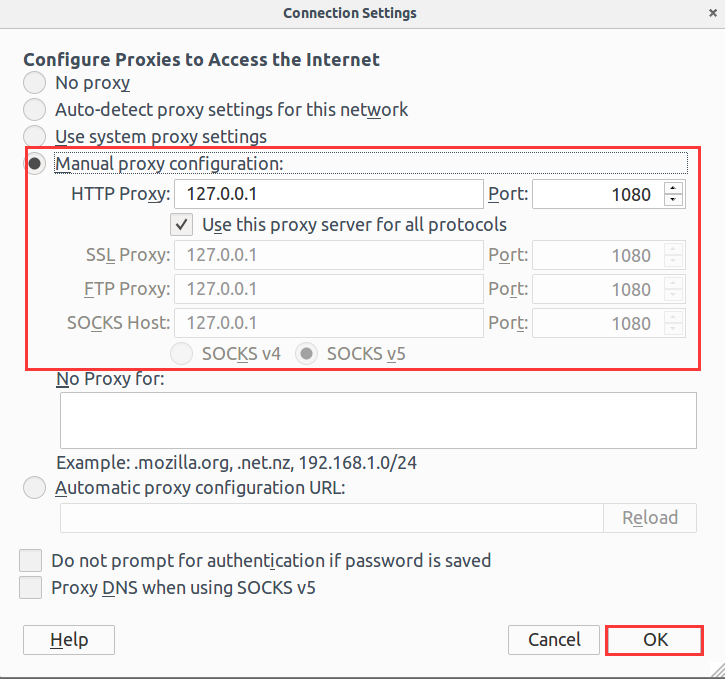 Connection Settings
Configure Proxies to Access the Internet
No proxy
Auto-detect proxy settings for this network
Use system proxy settings
Manual proxy configuration:
HTTP Proxy: 127.0.0.1 Port: 1080
Use this proxy server for all protocols
SSL Proxy: 127.0.0.1 Port: 1080
FTP Proxy: 127.0.0.1 Port: 1080
SOCKS Host: 127.0.0.1 Port: 1080
SOCKS v4 SOCKS v5
No Proxy for:
Example: .mozilla.org, .net.nz, 192.168.1.0/24
Automatic proxy configuration URL:
Reload
Do not prompt for authentication if password is saved
Proxy DNS when using SOCKS v5
Help Cancel OK